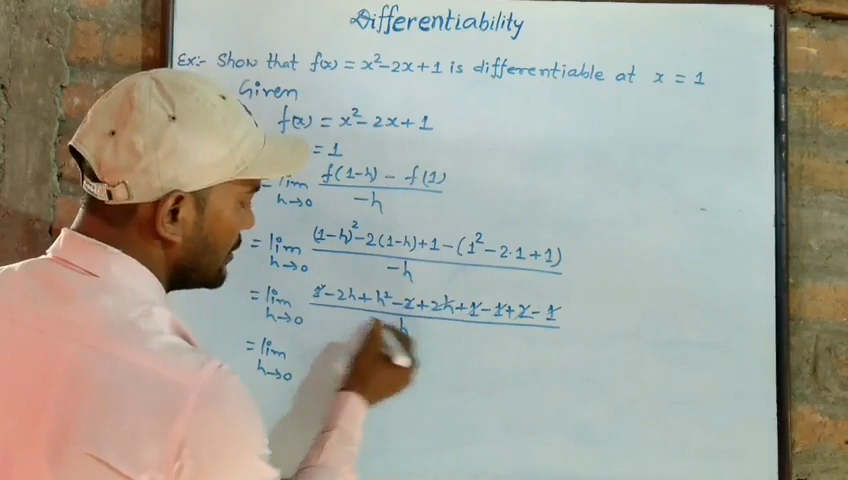 Differentiability
Ex:- Show that f(x) = x²-2x+1 is differentiable at x = 1
Given
f(x) = x²-2x+1
= 1
= lim h→0 f(1-h) - f(1) / -h
= lim h→0 (1-h)²-2(1-h)+1-(1²-2·1+1) / -h
= lim h→0 1-2h+h²-2+2h+1-1+2-1 / -h
= lim h→0